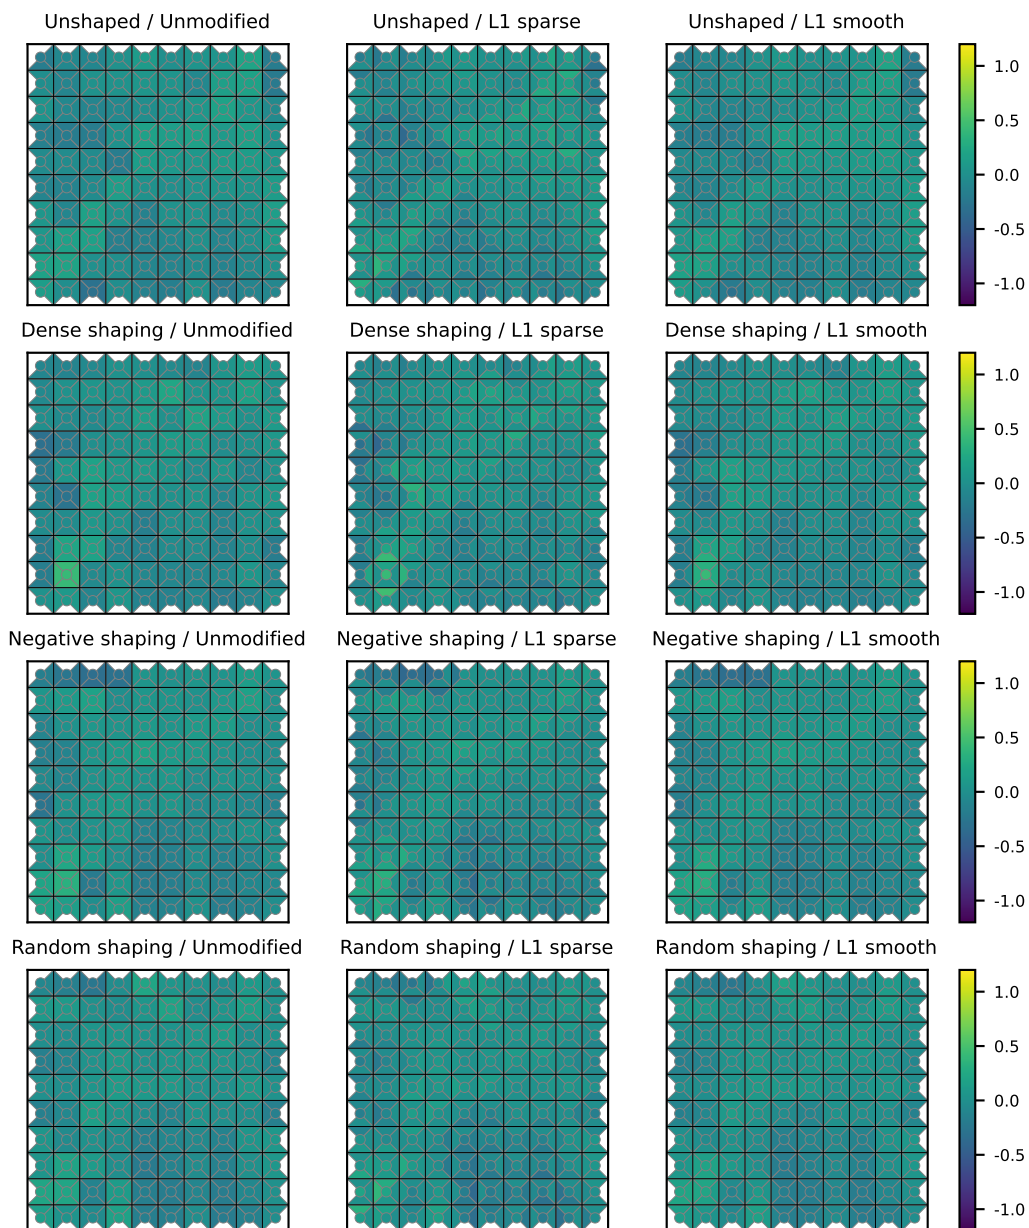 Unshaped / Unmodified
Unshaped / L1 sparse
Unshaped / L1 smooth
1.0
0.5
0.0
-0.5
-1.0
Dense shaping / Unmodified
Dense shaping / L1 sparse
Dense shaping / L1 smooth
1.0
0.5
0.0
-0.5
-1.0
Negative shaping / Unmodified
Negative shaping / L1 sparse
Negative shaping / L1 smooth
1.0
0.5
0.0
-0.5
-1.0
Random shaping / Unmodified
Random shaping / L1 sparse
Random shaping / L1 smooth
1.0
0.5
0.0
-0.5
-1.0